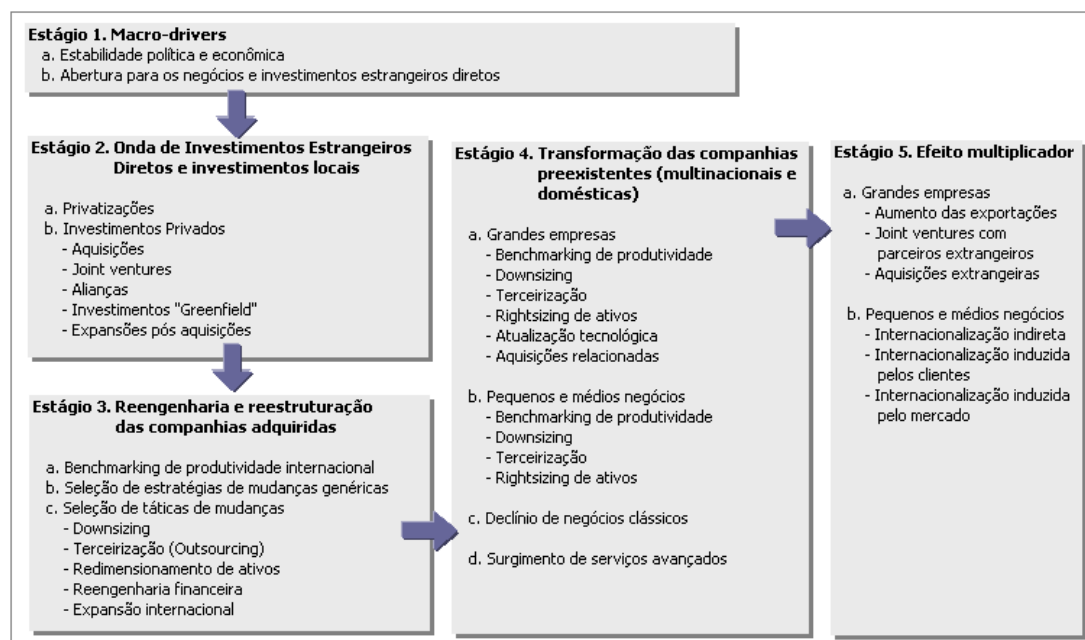 Estágio 1. Macro-drivers
a. Estabilidade política e econômica
b. Abertura para os negócios e investimentos estrangeiros diretos
Estágio 2. Onda de Investimentos Estrangeiros
Diretos e investimentos locais
a. Privatizações
b. Investimentos Privados
- Aquisições
- Joint ventures
- Alianças
- Investimentos "Greenfield"
- Expansões pós aquisições
Estágio 3. Reengenharia e reestruturação
das companhias adquiridas
a. Benchmarking de produtividade internacional
b. Seleção de estratégias de mudanças genéricas
c. Seleção de táticas de mudanças
- Downsizing
- Terceirização (Outsourcing)
- Redimensionamento de ativos
- Reengenharia financeira
- Expansão internacional
Estágio 4. Transformação das companhias
preexistentes (multinacionais e
domésticas)
a. Grandes empresas
- Benchmarking de produtividade
- Downsizing
- Terceirização
- Rightsizing de ativos
- Atualização tecnológica
- Aquisições relacionadas
b. Pequenos e médios negócios
- Benchmarking de produtividade
- Downsizing
- Terceirização
- Rightsizing de ativos
c. Declínio de negócios clássicos
d. Surgimento de serviços avançados
Estágio 5. Efeito multiplicador
a. Grandes empresas
- Aumento das exportações
- Joint ventures com
parceiros extrangeiros
- Aquisições extrangeiras
b. Pequenos e médios negócios
- Internacionalização indireta
- Internacionalização induzida
pelos clientes
- Internacionalização induzida
pelo mercado